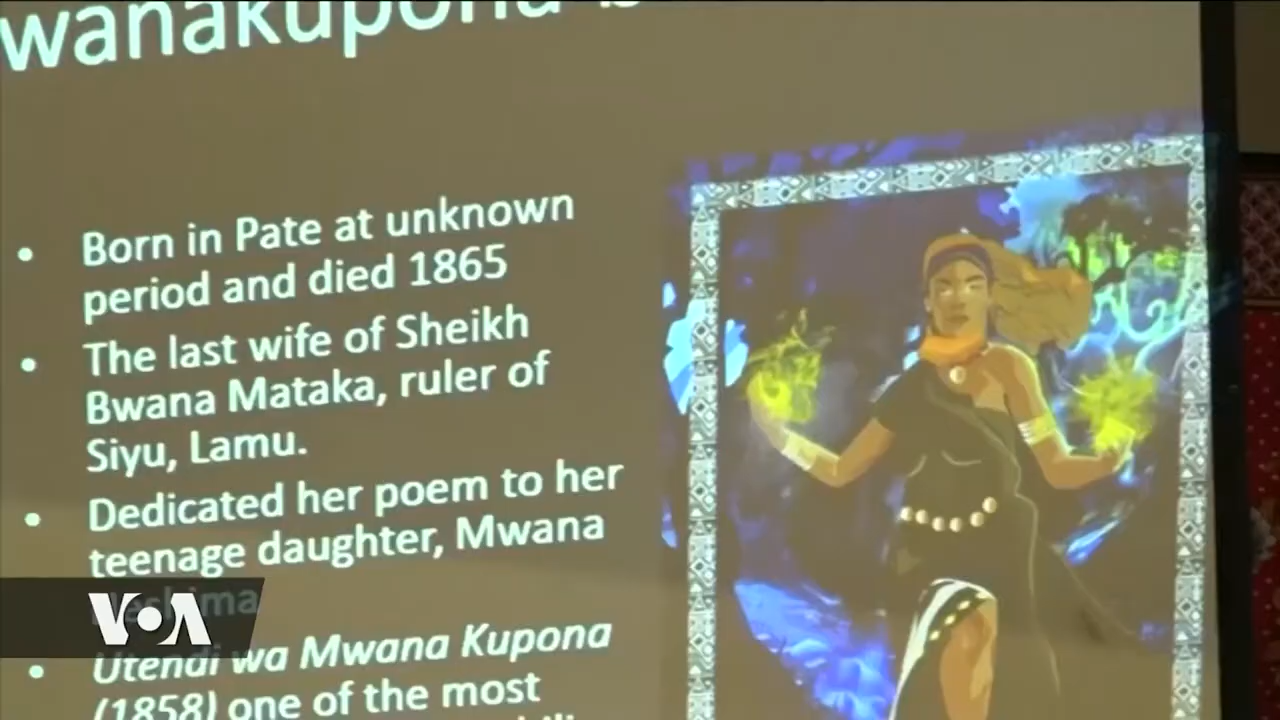 wanakupona b
• Born in Pate at unknown
period and died 1865
• The last wife of Sheikh
Bwana Mataka, ruler of
Siyu, Lamu.
• Dedicated her poem to her
teenage daughter, Mwana
Heshima
VOA
• Utendi wa Mwana Kupona
(1858) one of the most